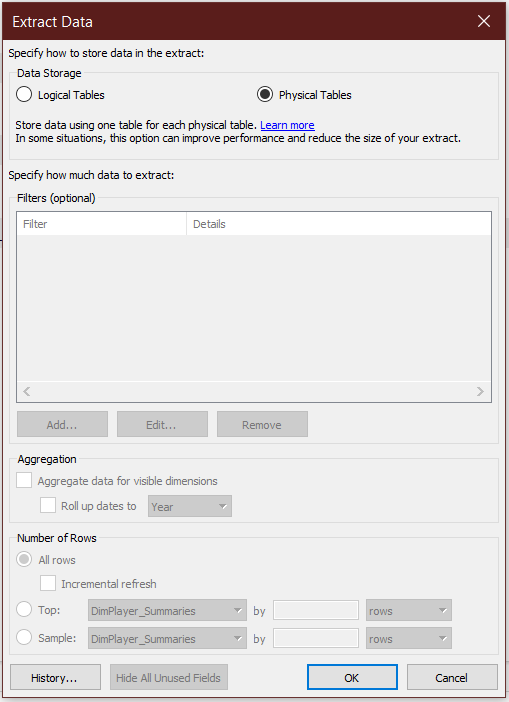 Extract Data
Specify how to store data in the extract:
Data Storage
Logical Tables
Physical Tables
Store data using one table for each physical table. Learn more
In some situations, this option can improve performance and reduce the size of your extract.
Specify how much data to extract:
Filters (optional)
Filter Details
Add... Edit... Remove
Aggregation
Aggregate data for visible dimensions
Roll up dates to Year
Number of Rows
All rows
Incremental refresh
Top: DimPlayer_Summaries by rows
Sample: DimPlayer_Summaries by rows
History... Hide All Unused Fields OK Cancel